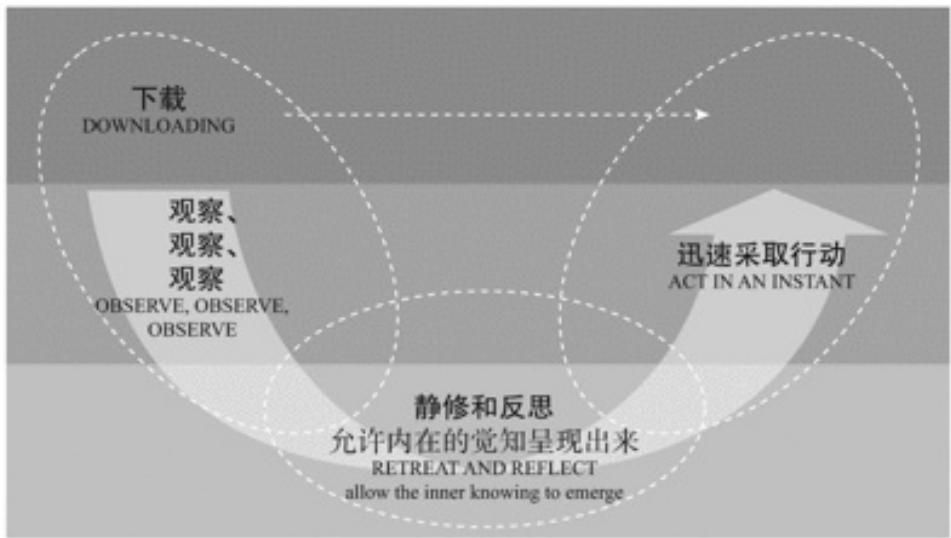 下载
DOWNLOADING
观察、
观察、
观察
OBSERVE, OBSERVE,
OBSERVE
迅速采取行动
ACT IN AN INSTANT
静修和反思
允许内在的觉知呈现出来
RETREAT AND REFLECT
allow the inner knowing to emerge